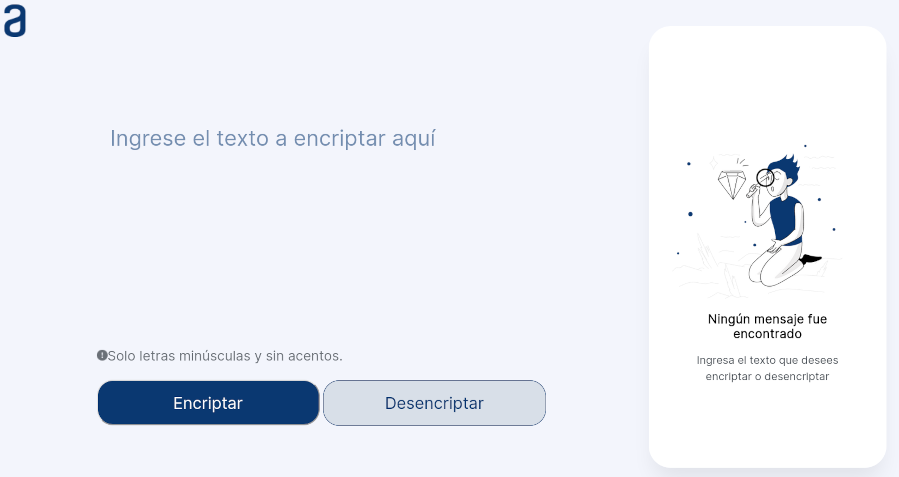 a
Ingrese el texto a encriptar aquí
Solo letras minúsculas y sin acentos.
Encriptar
Desencriptar
Ningún mensaje fue
encontrado
Ingresa el texto que desees
encriptar o desencriptar